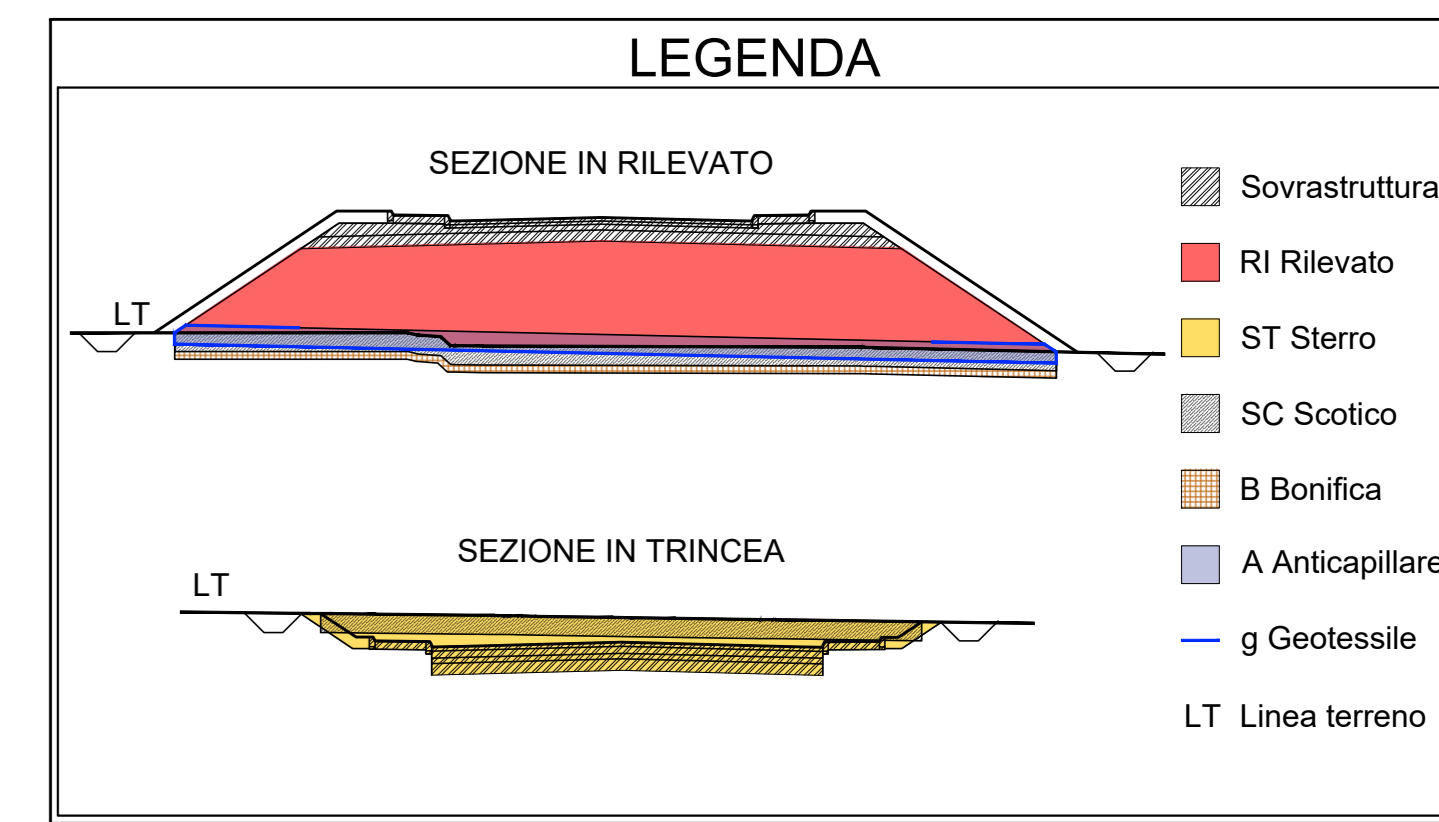 LEGENDA
SEZIONE IN RILEVATO
LT
SEZIONE IN TRINCEA
LT
Sovrastruttura
RI Rilevato
ST Sterro
SC Scotico
B Bonifica
A Anticapillare
g Geotessile
LT Linea terreno